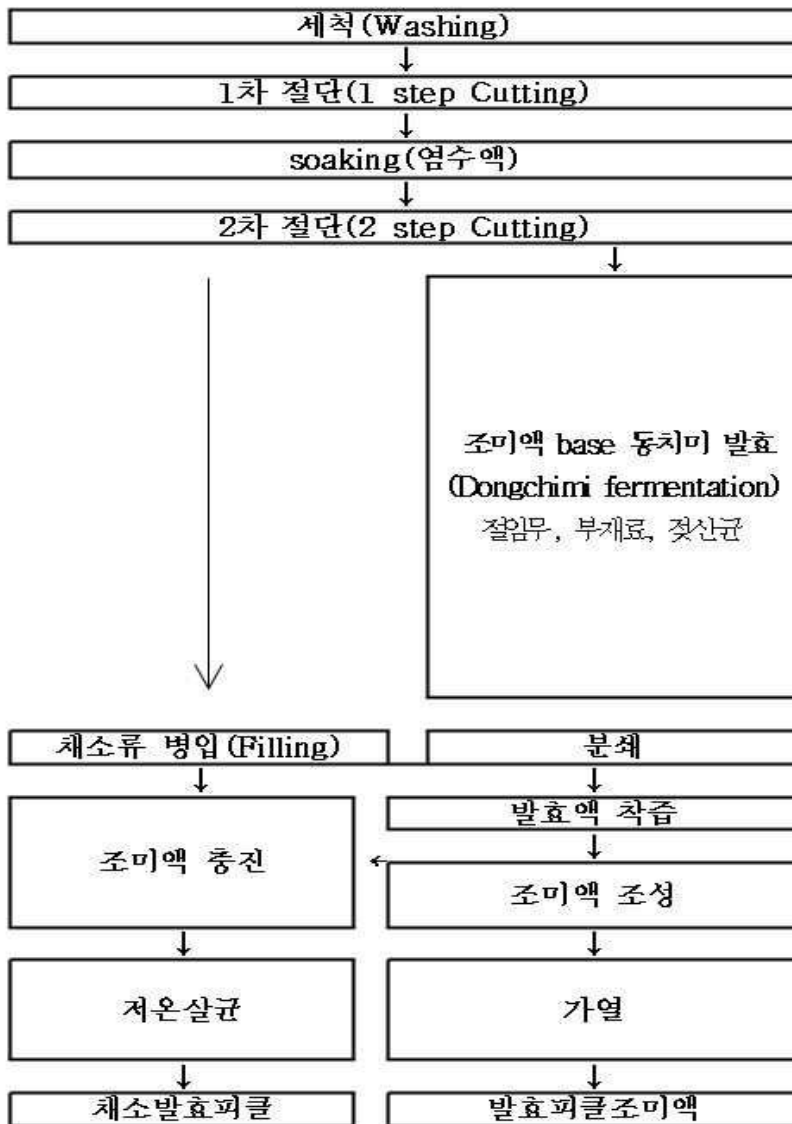 세척(Washing)
↓
1차 절단(1 step Cutting)
↓
soaking(염수액)
↓
2차 절단(2 step Cutting)
↓
조미액 base 동치미 발효
(Dongchimi fermentation)
절임무, 부재료, 젖산균
채소류 병입(Filling)
분쇄
↓
↓
발효액 착즙
↓
조미액 충진
←
조미액 조성
↓
↓
저온살균
가열
↓
↓
채소발효피클
발효피클조미액